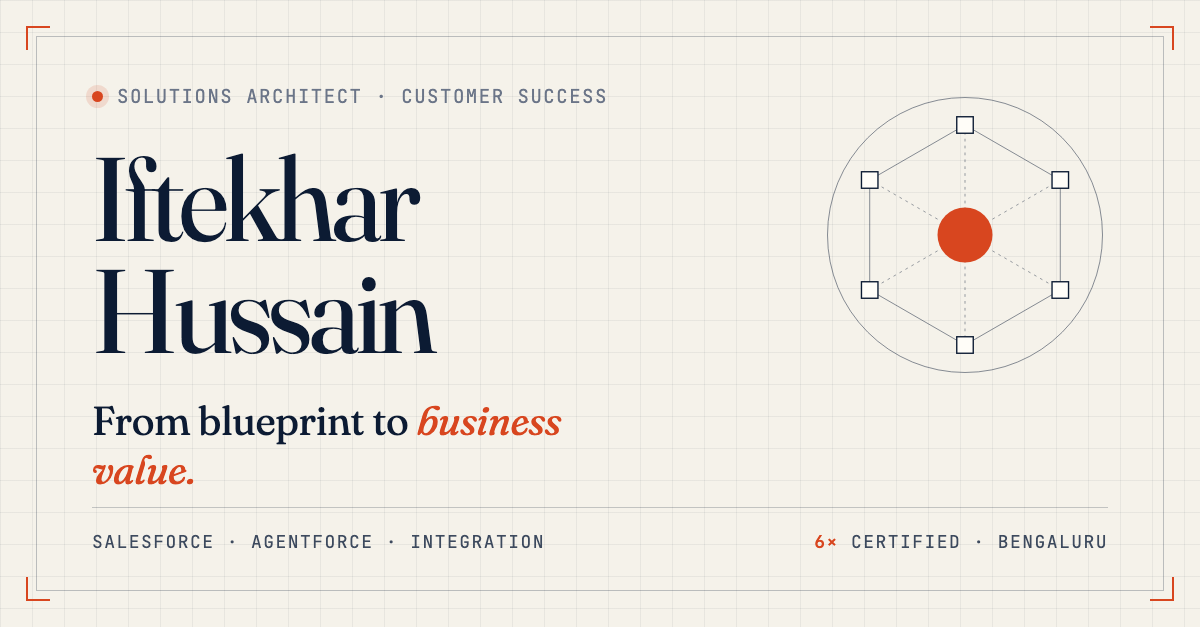 SOLUTIONS ARCHITECT · CUSTOMER SUCCESS
Iftekhar
Hussain
From blueprint to business
value.
SALESFORCE · AGENTFORCE · INTEGRATION
6× CERTIFIED · BENGALURU